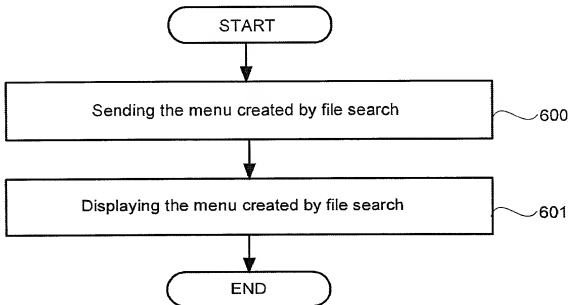 START
Sending the menu created by file search
600
Displaying the menu created by file search
601
END